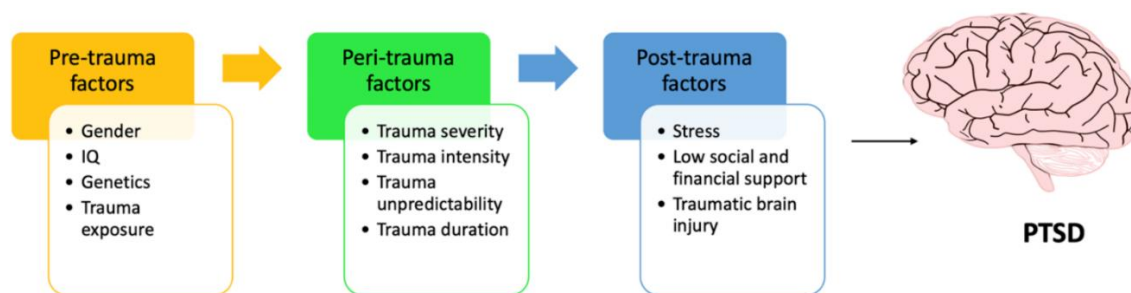 Pre-trauma
factors
• Gender
• IQ
• Genetics
• Trauma
exposure
Peri-trauma
factors
• Trauma severity
• Trauma intensity
• Trauma
unpredictability
• Trauma duration
Post-trauma
factors
• Stress
• Low social and
financial support
• Traumatic brain
injury
PTSD